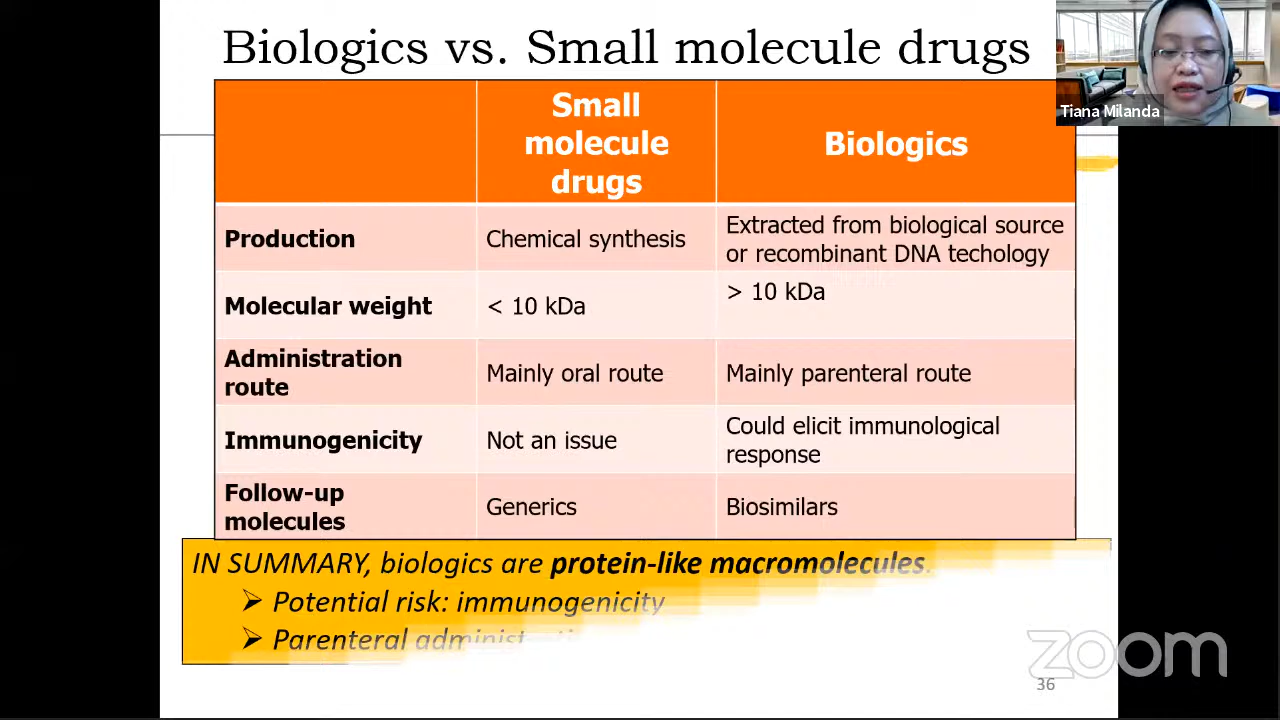 Biologics vs. Small molecule drugs
Tiana Milanda
Small
molecule
drugs
Biologics
Production
Chemical synthesis
Extracted from biological source
or recombinant DNA techology
Molecular weight
< 10 kDa
> 10 kDa
Administration
route
Mainly oral route
Mainly parenteral route
Immunogenicity
Not an issue
Could elicit immunological
response
Follow-up
molecules
Generics
Biosimilars
IN SUMMARY, biologics are protein-like macromolecules.
➢ Potential risk: immunogenicity
➢ Parenteral
zoom
36